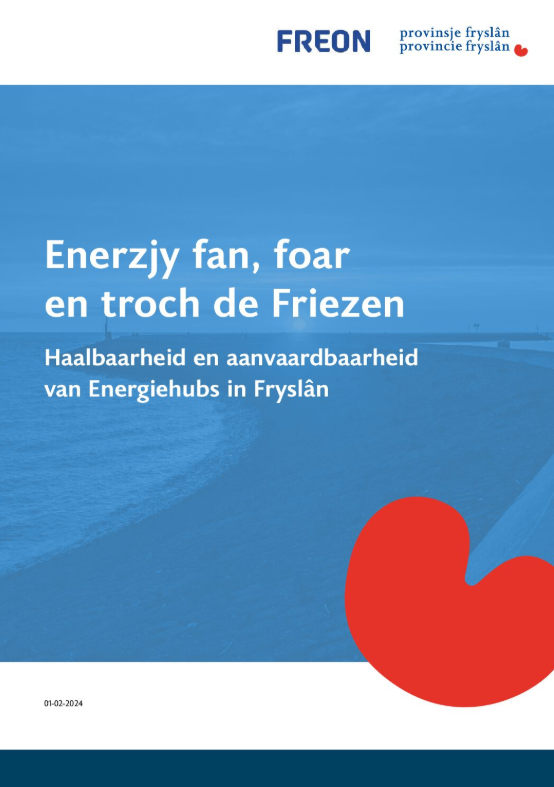 FREON
provinsje fryslân
provincie fryslân
Enerzjy fan, foar
en troch de Friezen
Haalbaarheid en aanvaardbaarheid
van Energiehubs in Fryslân
01-02-2024